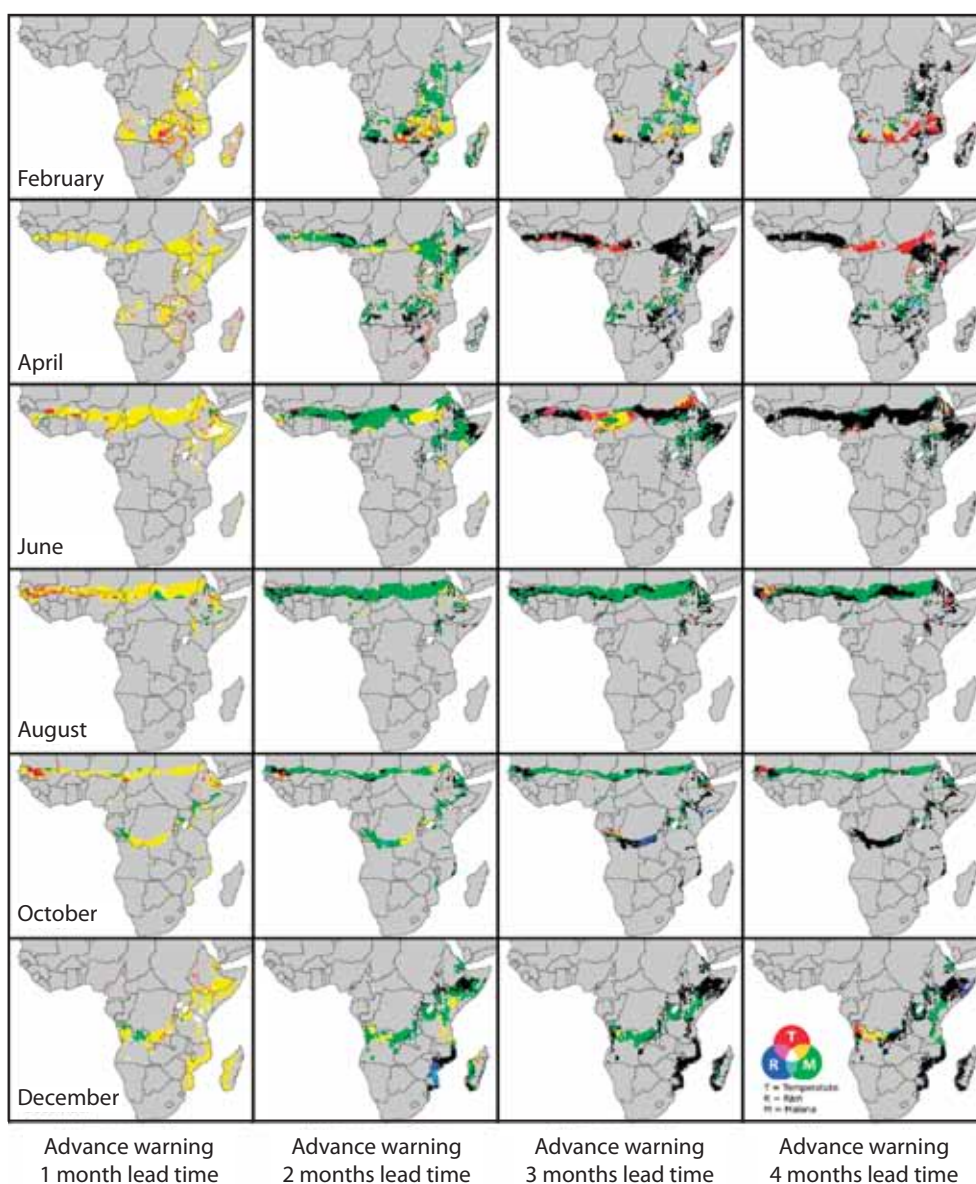 February
April
June
August
October
December
T
R
M
T = Temperature
R = Rain
M = Malaria
Advance warning
1 month lead time
Advance warning
2 months lead time
Advance warning
3 months lead time
Advance warning
4 months lead time